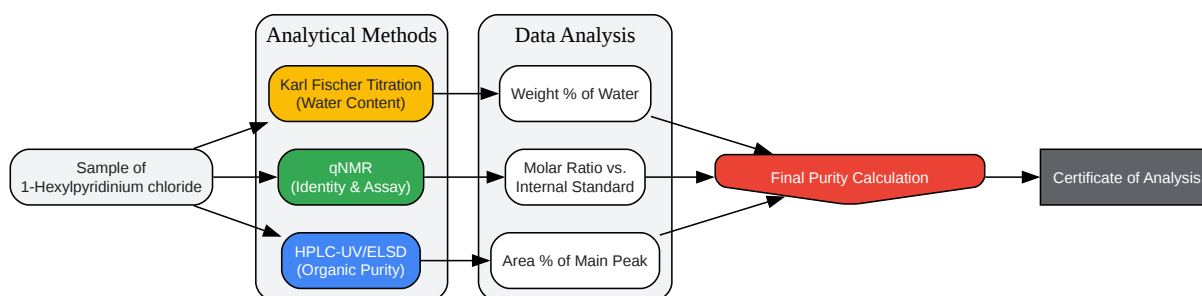 Analytical Methods
Data Analysis
Karl Fischer Titration
(Water Content)
Weight % of Water
Sample of
1-Hexylpyridinium chloride
qNMR
(Identity & Assay)
Molar Ratio vs.
Internal Standard
Final Purity Calculation
Certificate of Analysis
HPLC-UV/ELSD
(Organic Purity)
Area % of Main Peak